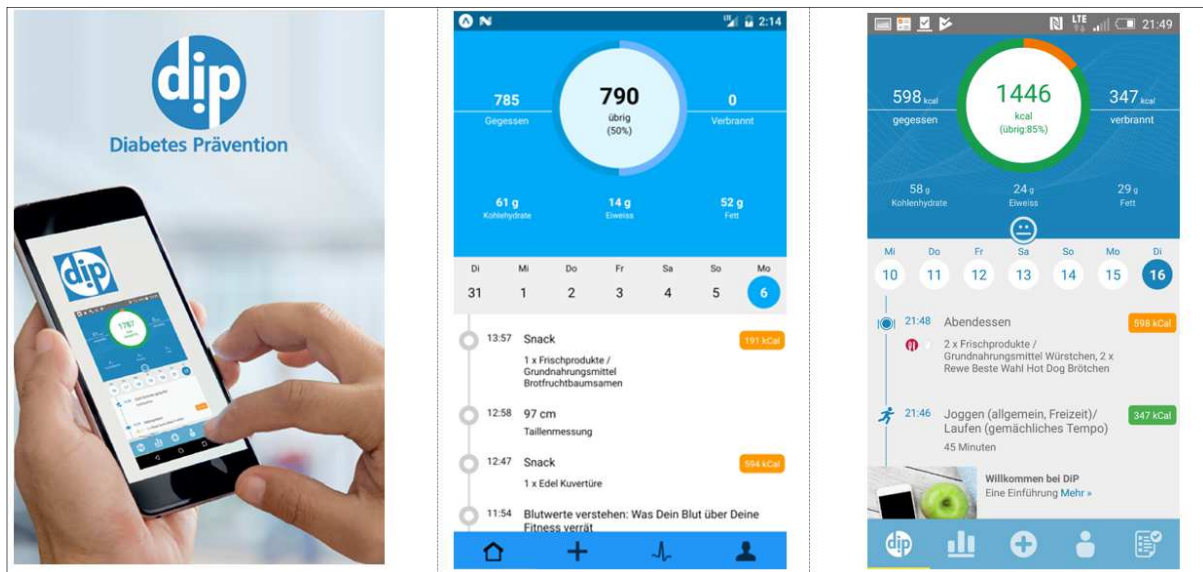 dip
Diabetes Prävention
dip
1787
2:14
785
Gegessen
790
übrig
(50%)
0
Verbrannt
61 g
Kohlehydrate
14 g
Eiweiss
52 g
Fett
Di Mi Do Fr Sa So Mo
31 1 2 3 4 5 6
13:57 Snack 191 kCal
1 x Frischprodukte /
Grundnahrungsmittel
Brotfruchtbaumsamen
12:58 97 cm
Taillenmessung
12:47 Snack 594 kCal
1 x Edel Kuvertüre
11:54 Blutwerte verstehen: Was Dein Blut über Deine
Fitness verrät
LTE 21:49
598 kcal
gegessen
1446
kcal
(übrig:85%)
347 kcal
verbrannt
58 g
Kohlenhydrate
24 g
Eiweiss
29 g
Fett
Mi Do Fr Sa So Mo Di
10 11 12 13 14 15 16
21:48 Abendessen 598 kCal
2 x Frischprodukte /
Grundnahrungsmittel Würstchen, 2 x
Rewe Beste Wahl Hot Dog Brötchen
21:46 Joggen (allgemein, Freizeit)/ 347 kCal
Laufen (gemächliches Tempo)
45 Minuten
Willkommen bei DiP
Eine Einführung Mehr »
dip